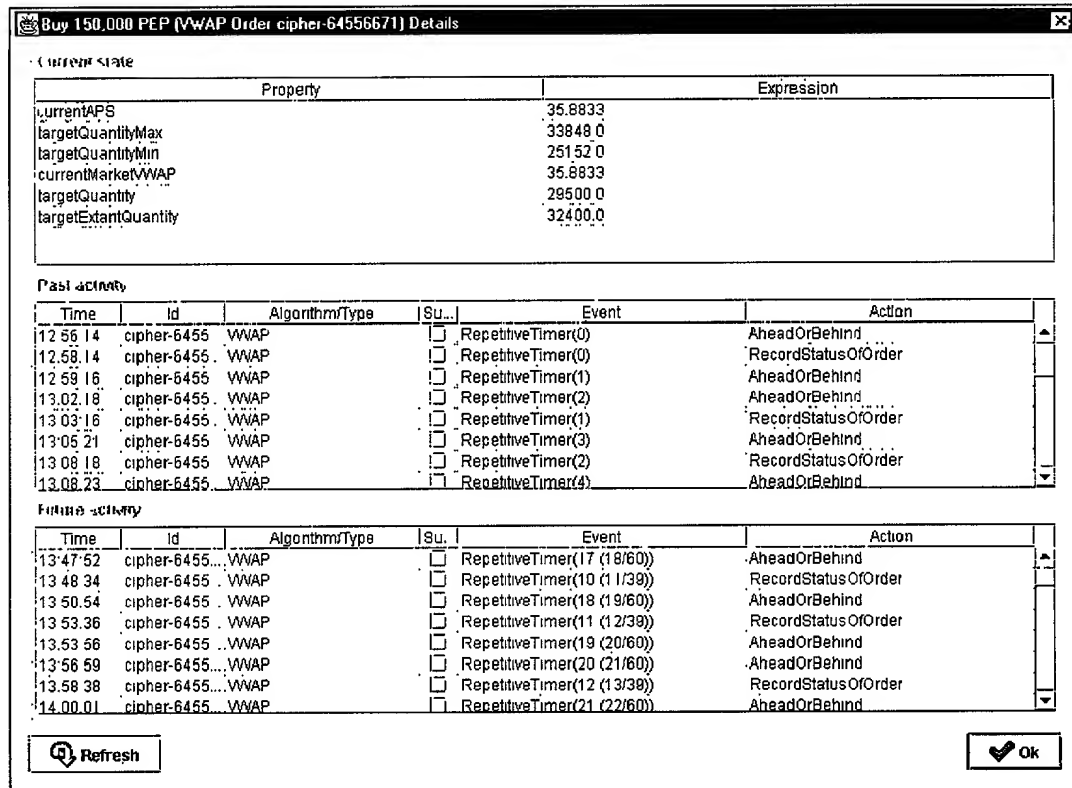 Buy 150,000 PEP (VWAP Order cipher-64556671) Details
Current state
Property Expression
currentAPS 35.8833
targetQuantityMax 33848.0
targetQuantityMin 25152.0
currentMarketVWAP 35.8833
targetQuantity 29500.0
targetExtantQuantity 32400.0
Past activity
Time Id Algorithm/Type Su... Event Action
12 56 14 cipher-6455 VWAP RepetitiveTimer(0) AheadOrBehind
12.58.14 cipher-6455 . VWAP RepetitiveTimer(0) RecordStatusOfOrder
12 59 16 cipher-6455 VWAP RepetitiveTimer(1) AheadOrBehind
13.02.18 cipher-6455 . VWAP RepetitiveTimer(2) AheadOrBehind
13 03:16 cipher-6455 . VWAP RepetitiveTimer(1) RecordStatusOfOrder
13:05 21 cipher-6455 VWAP RepetitiveTimer(3) AheadOrBehind
13 08 18 cipher-6455 VWAP RepetitiveTimer(2) RecordStatusOfOrder
13.08.23 cipher-6455... VWAP RepetitiveTimer(4) AheadOrBehind
Future activity
Time Id Algorithm/Type Su. Event Action
13:47:52 cipher-6455... VWAP RepetitiveTimer(17 (18/60)) AheadOrBehind
13 48 34 cipher-6455 . VWAP RepetitiveTimer(10 (11/39)) RecordStatusOfOrder
13 50.54 cipher-6455 . VWAP RepetitiveTimer(18 (19/60)) AheadOrBehind
13 53.36 cipher-6455 . VWAP RepetitiveTimer(11 (12/39)) RecordStatusOfOrder
13.53 56 cipher-6455 .. VWAP RepetitiveTimer(19 (20/60)) AheadOrBehind
13:56 59 cipher-6455... VWAP RepetitiveTimer(20 (21/60)) AheadOrBehind
13.58 38 cipher-6455... VWAP RepetitiveTimer(12 (13/39)) RecordStatusOfOrder
14.00.01 cipher-6455... VWAP RepetitiveTimer(21 (22/60)) AheadOrBehind
Refresh Ok